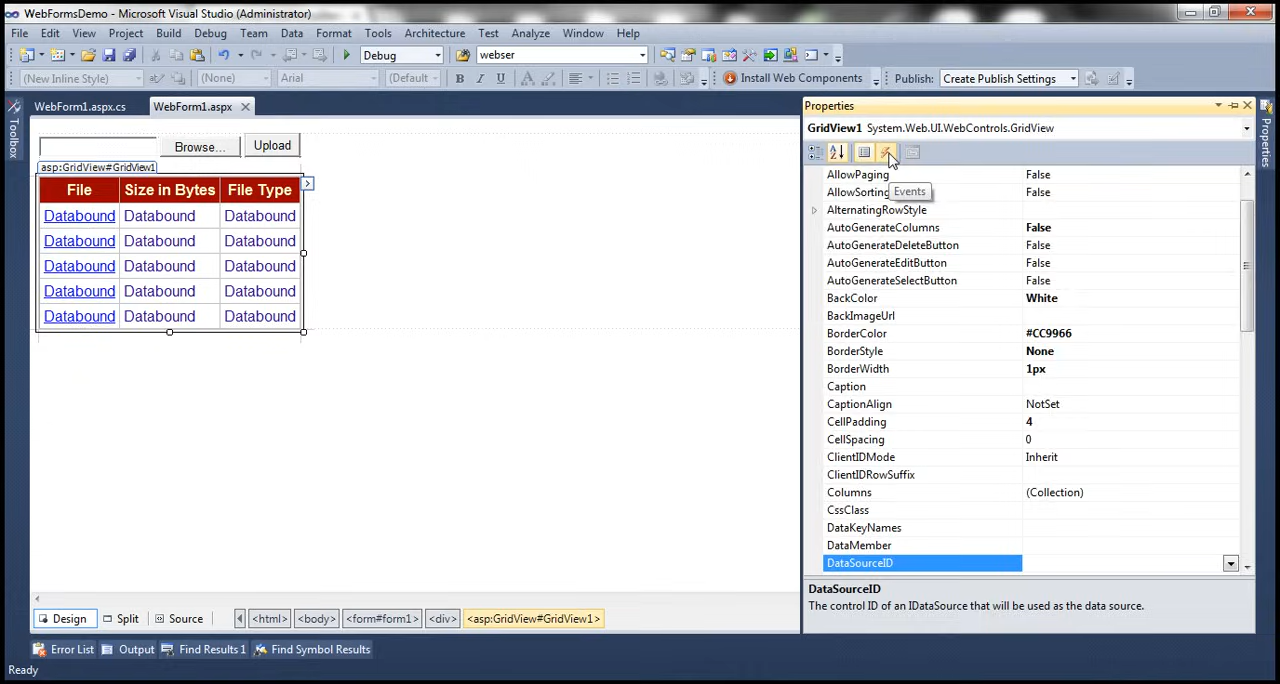 WebFormsDemo - Microsoft Visual Studio (Administrator)
File Edit View Project Build Debug Team Data Format Tools Architecture Test Analyze Window Help
Debug webser
(New Inline Style) (None) Arial (Default B I U A Install Web Components Publish: Create Publish Settings
Toolbox
WebForm1.aspx.cs WebForm1.aspx
Browse... Upload
asp:GridView#GridView1
File Size in Bytes File Type
Databound Databound Databound
Databound Databound Databound
Databound Databound Databound
Databound Databound Databound
Databound Databound Databound
Design Split Source <html> <body> <form#form1> <div> <asp:GridView#GridView1>
Properties
GridView1 System.Web.UI.WebControls.GridView
Events
AllowPaging False
AllowSorting False
AlternatingRowStyle
AutoGenerateColumns False
AutoGenerateDeleteButton False
AutoGenerateEditButton False
AutoGenerateSelectButton False
BackColor White
BackImageUrl
BorderColor #CC9966
BorderStyle None
BorderWidth 1px
Caption
CaptionAlign NotSet
CellPadding 4
CellSpacing 0
ClientIDMode Inherit
ClientIDRowSuffix
Columns (Collection)
CssClass
DataKeyNames
DataMember
DataSourceID
DataSourceID
The control ID of an IDataSource that will be used as the data source.
Properties
Error List Output Find Results 1 Find Symbol Results
Ready